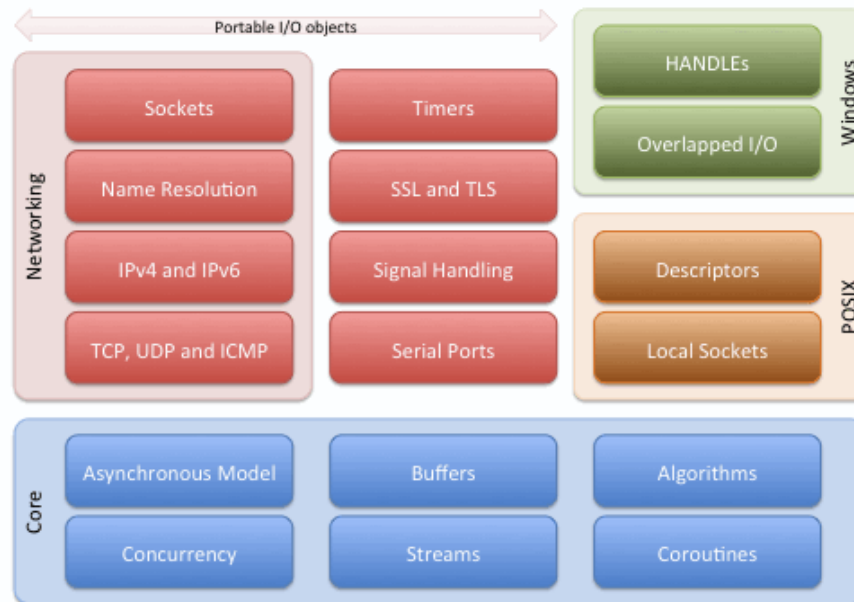 Portable I/O objects
Networking
Sockets
Name Resolution
IPv4 and IPv6
TCP, UDP and ICMP
Timers
SSL and TLS
Signal Handling
Serial Ports
HANDLEs
Overlapped I/O
Windows
Descriptors
Local Sockets
POSIX
Core
Asynchronous Model
Buffers
Algorithms
Concurrency
Streams
Coroutines